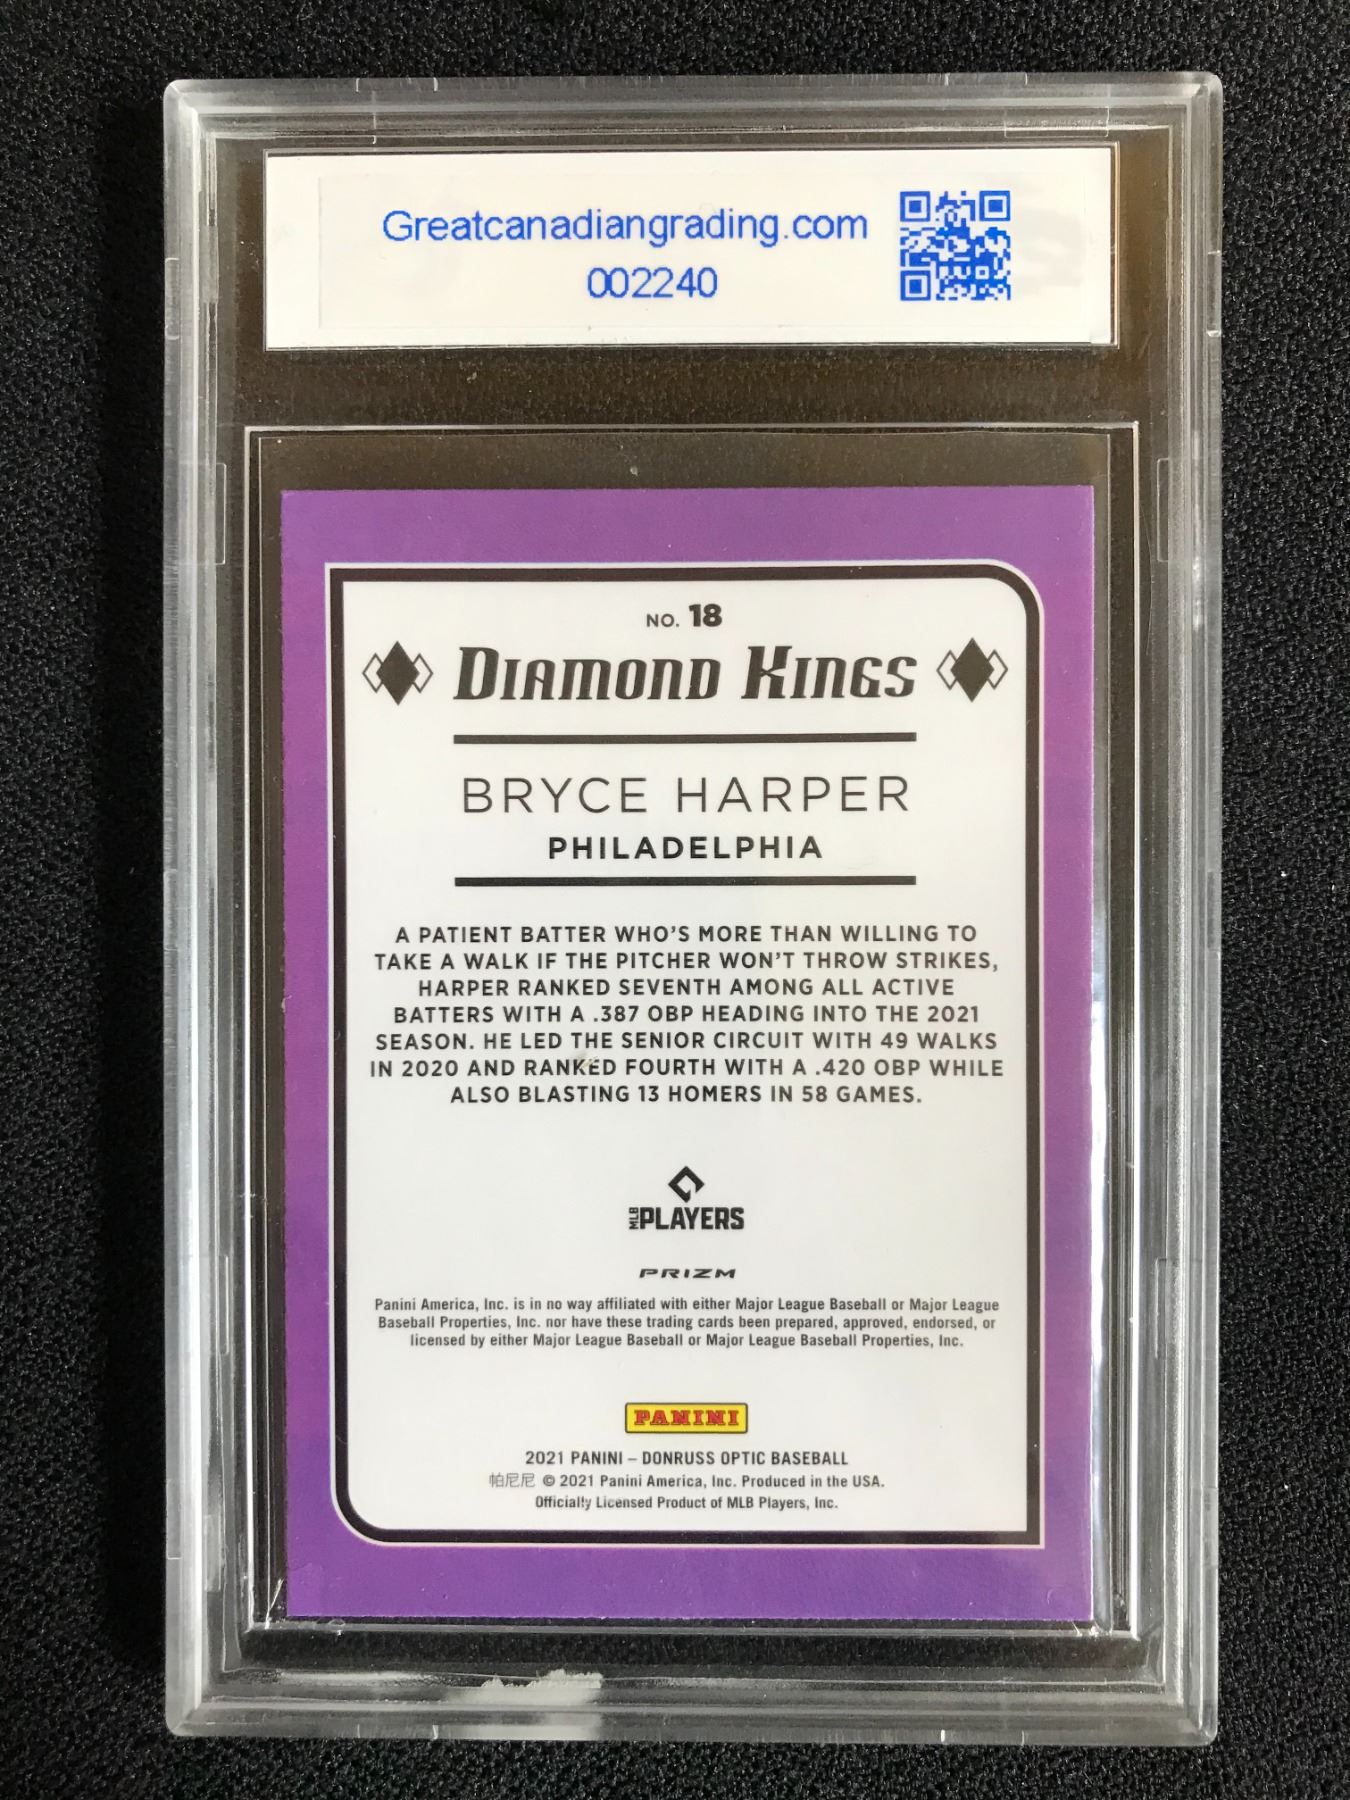 Greatcanadiangrading.com
002240
NO. 18
DIAMOND KINGS
BRYCE HARPER
PHILADELPHIA
A PATIENT BATTER WHO'S MORE THAN WILLING TO
TAKE A WALK IF THE PITCHER WON'T THROW STRIKES,
HARPER RANKED SEVENTH AMONG ALL ACTIVE
BATTERS WITH A .387 OBP HEADING INTO THE 2021
SEASON. HE LED THE SENIOR CIRCUIT WITH 49 WALKS
IN 2020 AND RANKED FOURTH WITH A .420 OBP WHILE
ALSO BLASTING 13 HOMERS IN 58 GAMES.
MLB PLAYERS
PRIZM
Panini America, Inc. is in no way affiliated with either Major League Baseball or Major League
Baseball Properties, Inc. nor have these trading cards been prepared, approved, endorsed, or
licensed by either Major League Baseball or Major League Baseball Properties, Inc.
PANINI
2021 PANINI – DONRUSS OPTIC BASEBALL
帕尼尼 © 2021 Panini America, Inc. Produced in the USA.
Officially Licensed Product of MLB Players, Inc.